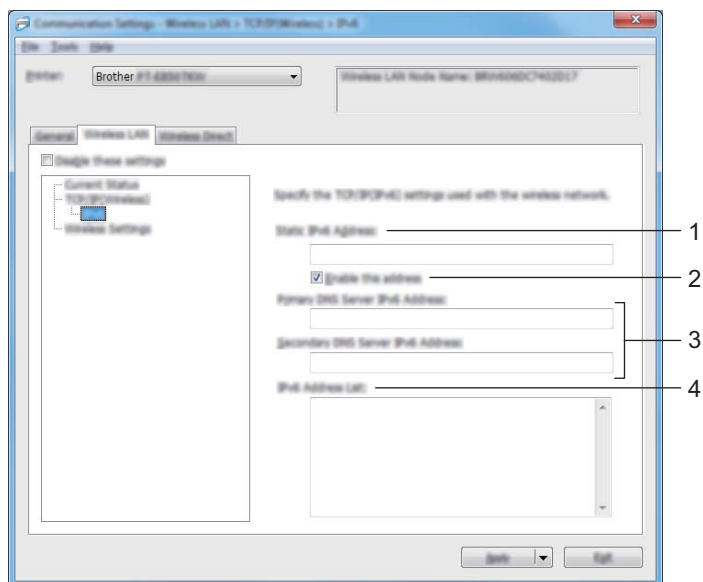 Communication Settings - Wireless LAN > TCP/IP(Wireless) > IPv6
File Tools Help
Printer:
Brother
Wireless LAN Node Name:
General Wireless LAN Wireless Direct
Disable these settings
Current Status
TCP/IP(Wireless)
IPv6
Wireless Settings
Specify the TCP/IP(IPv6) settings used with the wireless network.
Static IPv6 Address:
1
Enable this address
2
Primary DNS Server IPv6 Address:
3
Secondary DNS Server IPv6 Address:
IPv6 Address List:
4
Apply Exit